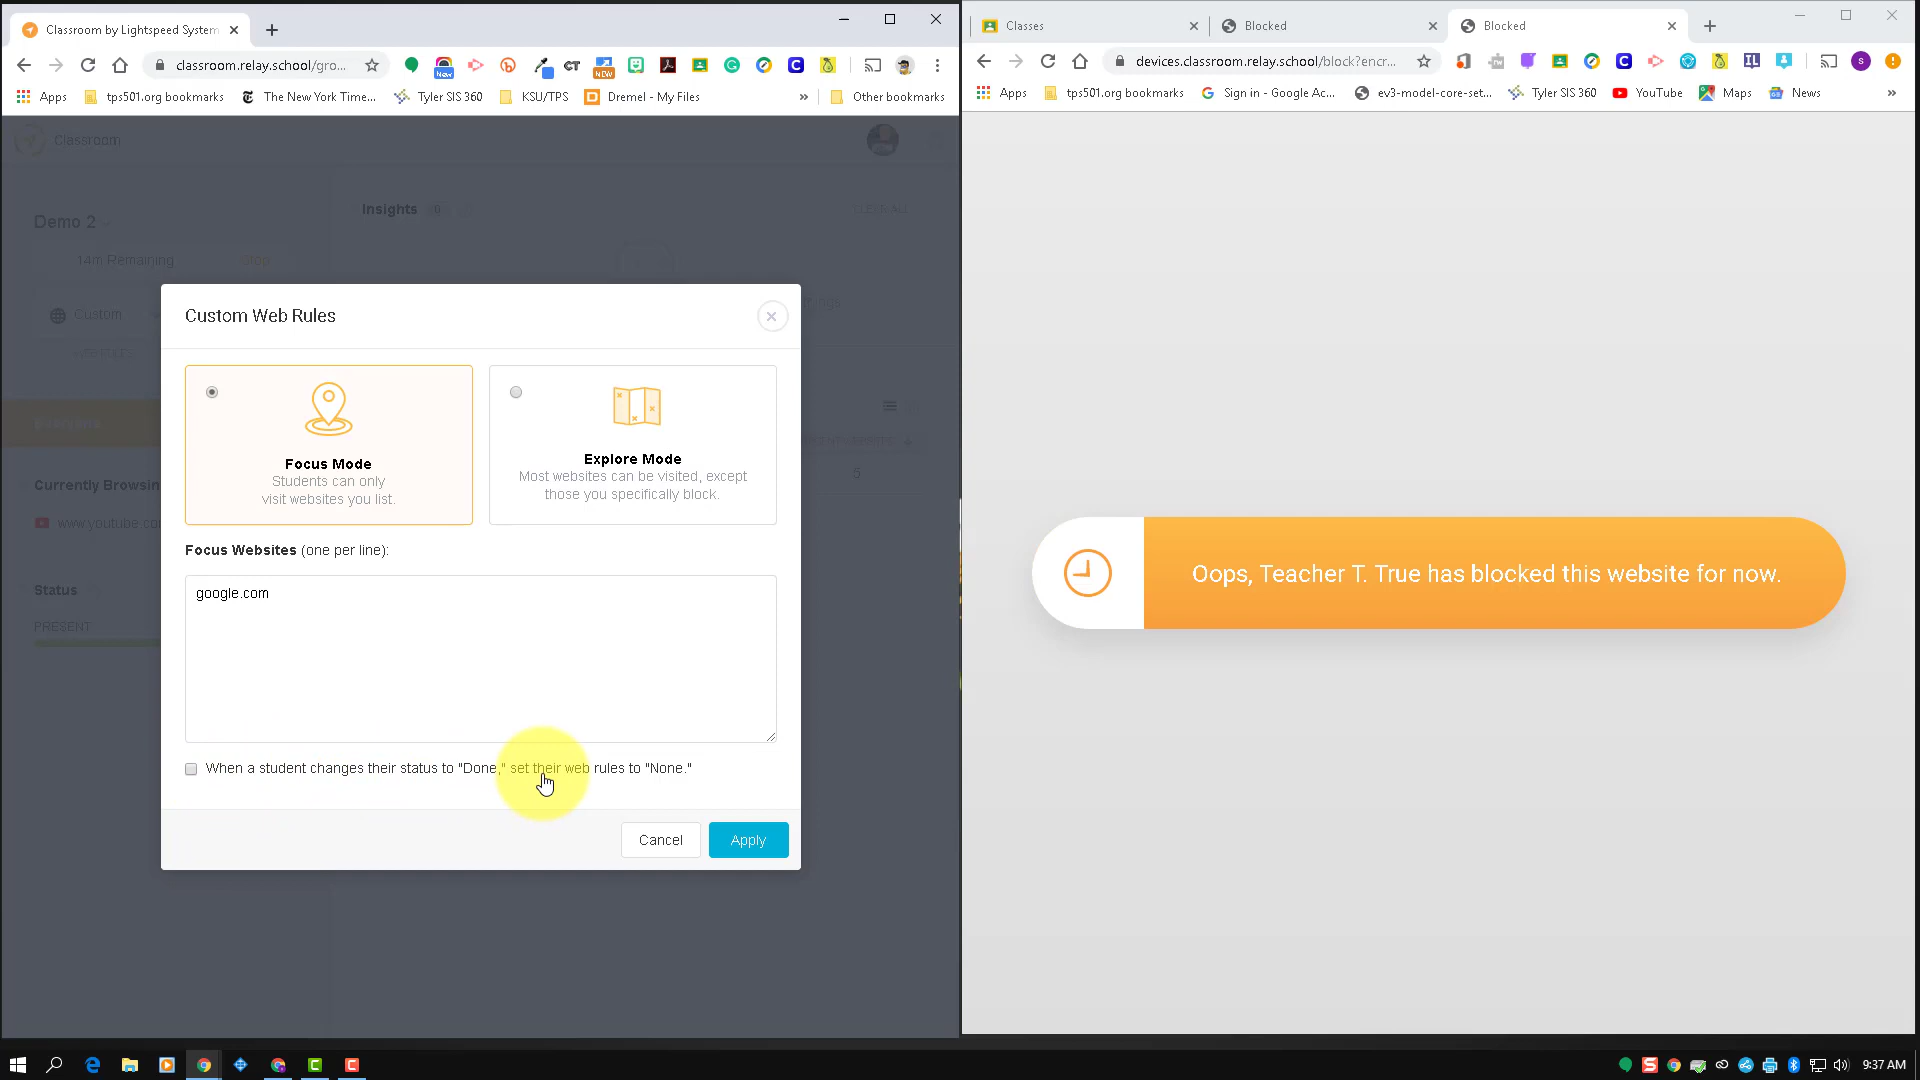 Classroom by Lightspeed System
classroom.relay.school/gro...
New
CT
NEW
Apps
tps501.org bookmarks
The New York Time...
Tyler SIS 360
KSU/TPS
Dremel - My Files
»
Other bookmarks
Classroom
Demo 2
Insights 0
14m Remaining
Stop
Custom
Currently Browsin
www.youtube.co
5
Status
PRESENT
Custom Web Rules
Focus Mode
Students can only
visit websites you list.
Explore Mode
Most websites can be visited, except
those you specifically block.
Focus Websites (one per line):
google.com
When a student changes their status to "Done," set their web rules to "None."
Cancel
Apply
Classes
Blocked
Blocked
devices.classroom.relay.school/block?encr...
Apps
tps501.org bookmarks
Sign in - Google Ac...
ev3-model-core-set...
Tyler SIS 360
YouTube
Maps
News
»
Oops, Teacher T. True has blocked this website for now.
9:37 AM